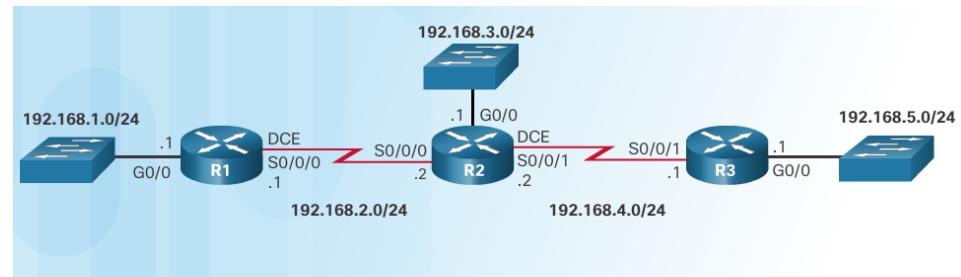 192.168.3.0/24
.1 G0/0
192.168.1.0/24
192.168.5.0/24
.1
DCE
DCE
.1
S0/0/0
S0/0/1
G0/0
R1
S0/0/0
R2
S0/0/1
R3
G0/0
.1
.2
.2
.1
192.168.2.0/24
192.168.4.0/24